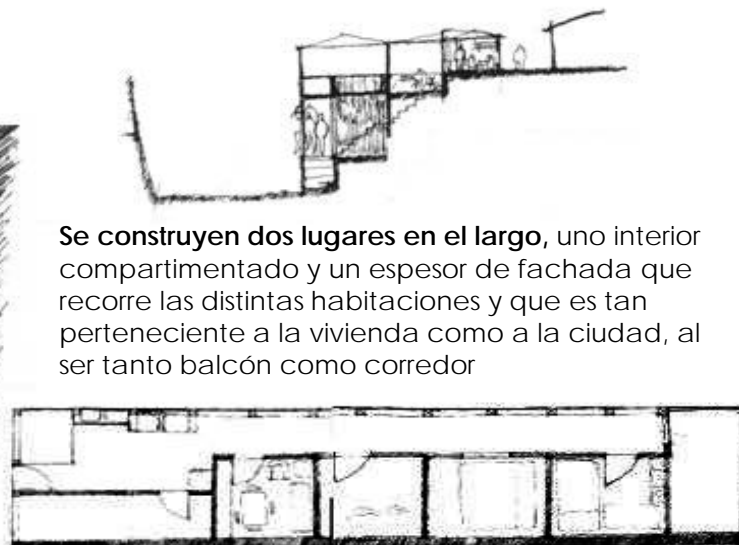 Se construyen dos lugares en el largo, uno interior
compartimentado y un espesor de fachada que
recorre las distintas habitaciones y que es tan
perteneciente a la vivienda como a la ciudad, al
ser tanto balcón como corredor